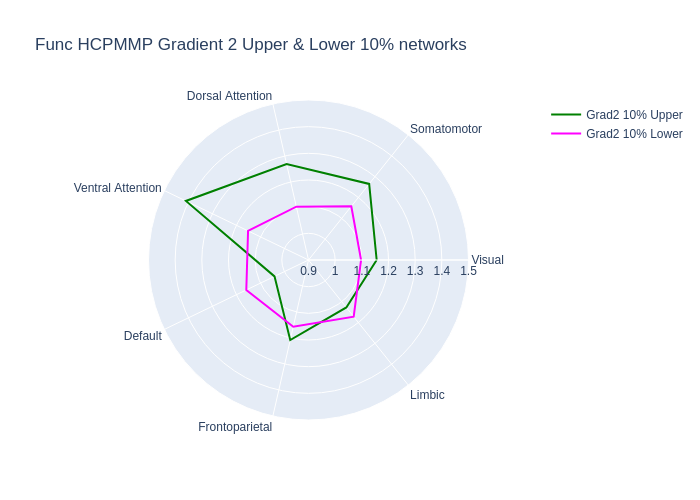 Func HCPMMP Gradient 2 Upper & Lower 10% networks
Dorsal Attention
Somatomotor
Grad2 10% Upper
Grad2 10% Lower
Ventral Attention
Visual
0.9 1 1.1 1.2 1.3 1.4 1.5
Default
Limbic
Frontoparietal